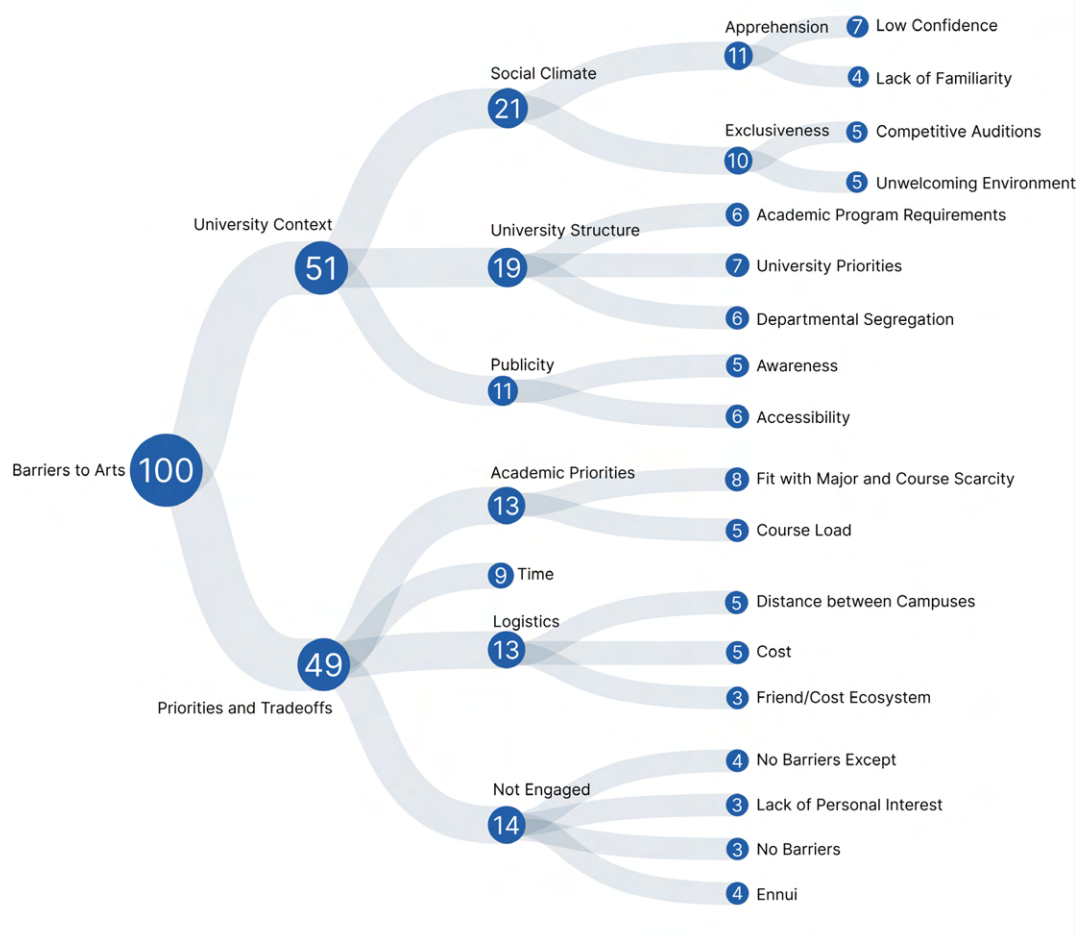 Apprehension
7 Low Confidence
11
Social Climate
4 Lack of Familiarity
21
Exclusiveness
5 Competitive Auditions
10
5 Unwelcoming Environment
University Context
51
University Structure
19
6 Academic Program Requirements
7 University Priorities
6 Departmental Segregation
Publicity
11
5 Awareness
6 Accessibility
Barriers to Arts 100
Academic Priorities
13
8 Fit with Major and Course Scarcity
5 Course Load
9 Time
Logistics
13
5 Distance between Campuses
5 Cost
3 Friend/Cost Ecosystem
49
Priorities and Tradeoffs
Not Engaged
14
4 No Barriers Except
3 Lack of Personal Interest
3 No Barriers
4 Ennui